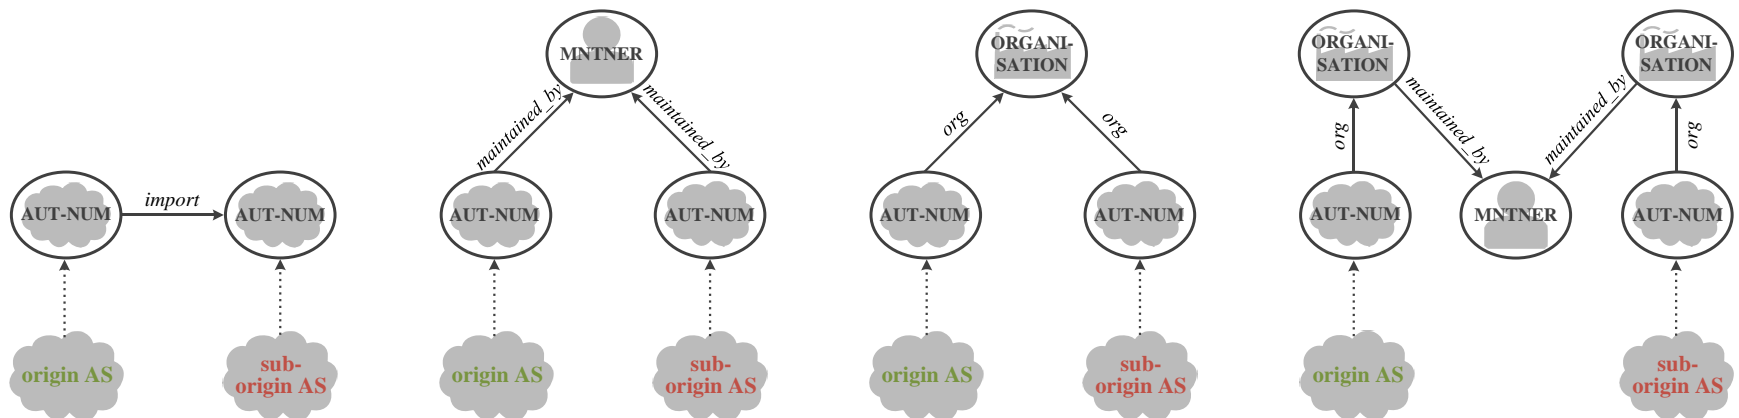 AUT-NUM
import
AUT-NUM
origin AS
sub-
origin AS
MNTNER
maintained_by
maintained_by
AUT-NUM
AUT-NUM
origin AS
sub-
origin AS
ORGANI-
SATION
org
org
AUT-NUM
AUT-NUM
origin AS
sub-
origin AS
ORGANI-
SATION
ORGANI-
SATION
maintained_by
maintained_by
org
org
AUT-NUM
MNTNER
AUT-NUM
origin AS
sub-
origin AS